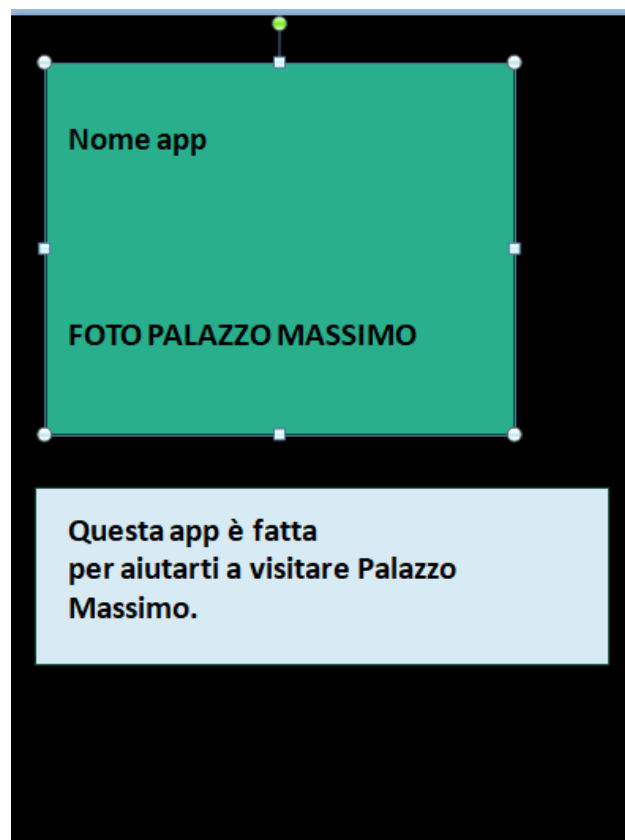 Nome app
FOTO PALAZZO MASSIMO
Questa app è fatta
per aiutarti a visitare Palazzo
Massimo.